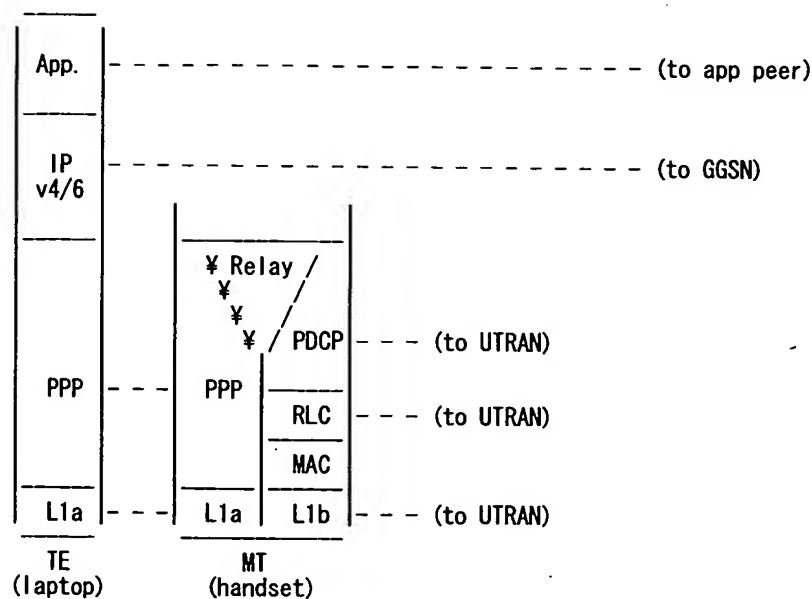 App. (to app peer)
IP (to GGSN)
v4/6
¥ Relay /
¥ /
¥ /
¥ / PDCP (to UTRAN)
PPP PPP
RLC (to UTRAN)
MAC
L1a L1a L1b (to UTRAN)
TE MT
(laptop) (handset)